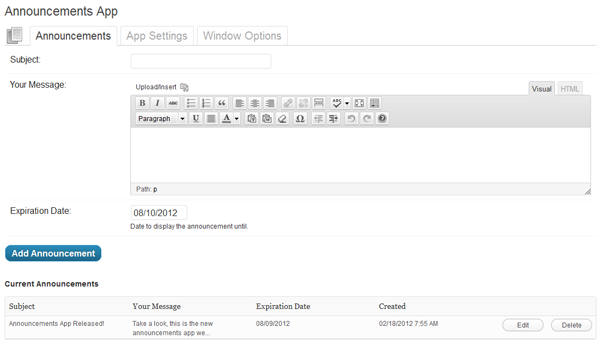 Announcements App
Announcements App Settings Window Options
Subject:
Your Message: Upload/Insert Visual HTML
B I ABC “ ABC
Paragraph U A Ω ?
Path: p
Expiration Date: 08/10/2012
Date to display the announcement until.
Add Announcement
Current Announcements
Subject Your Message Expiration Date Created
Announcements App Released! Take a look, this is the new 08/09/2012 02/18/2012 7:55 AM Edit Delete
announcements app we...